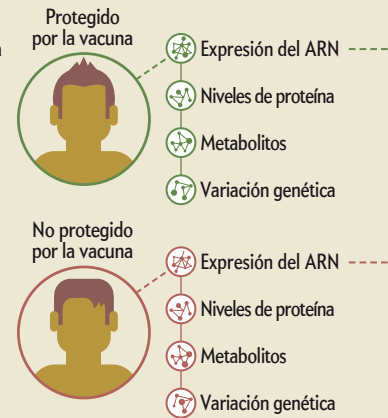 Protegido
por la vacuna
Expresión del ARN
Niveles de proteína
Metabolitos
Variación genética
No protegido
por la vacuna
Expresión del ARN
Niveles de proteína
Metabolitos
Variación genética